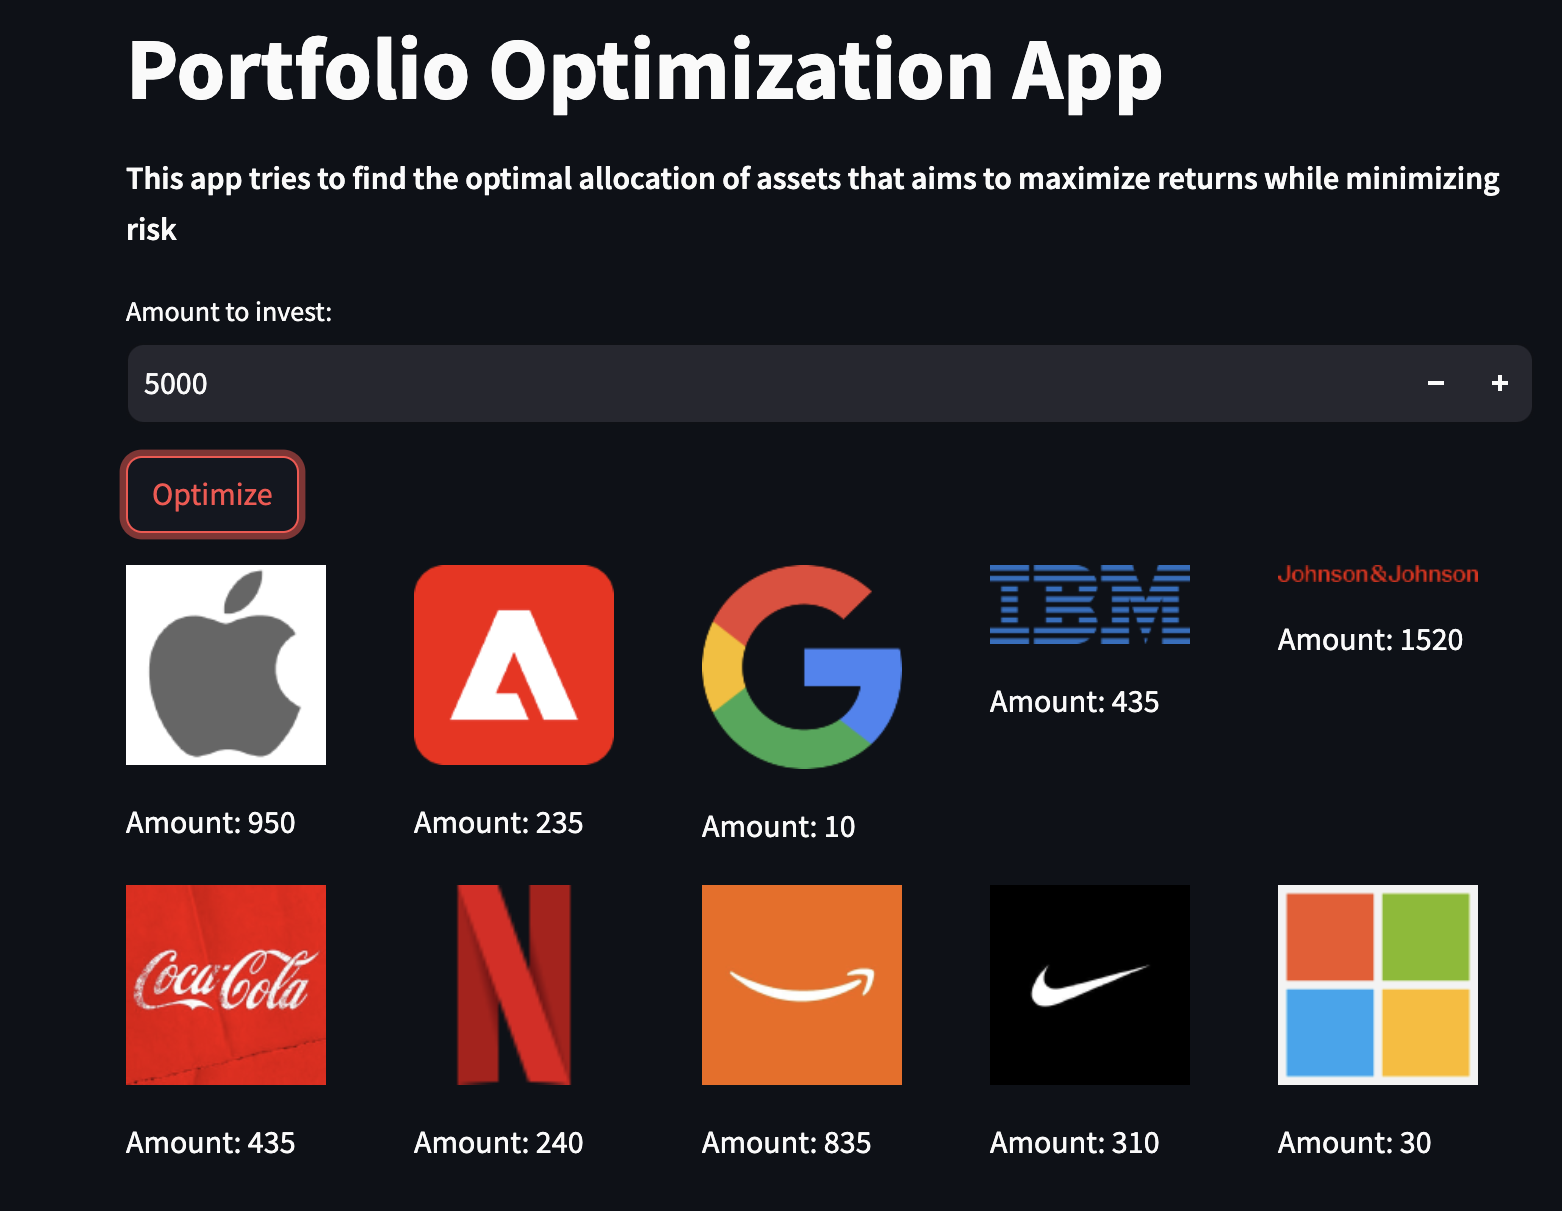 Portfolio Optimization App
This app tries to find the optimal allocation of assets that aims to maximize returns while minimizing
risk
Amount to invest:
5000
Optimize
IBM
Johnson&Johnson
Amount: 950
Amount: 235
Amount: 10
Amount: 435
Amount: 1520
Coca-Cola
Amount: 435
Amount: 240
Amount: 835
Amount: 310
Amount: 30